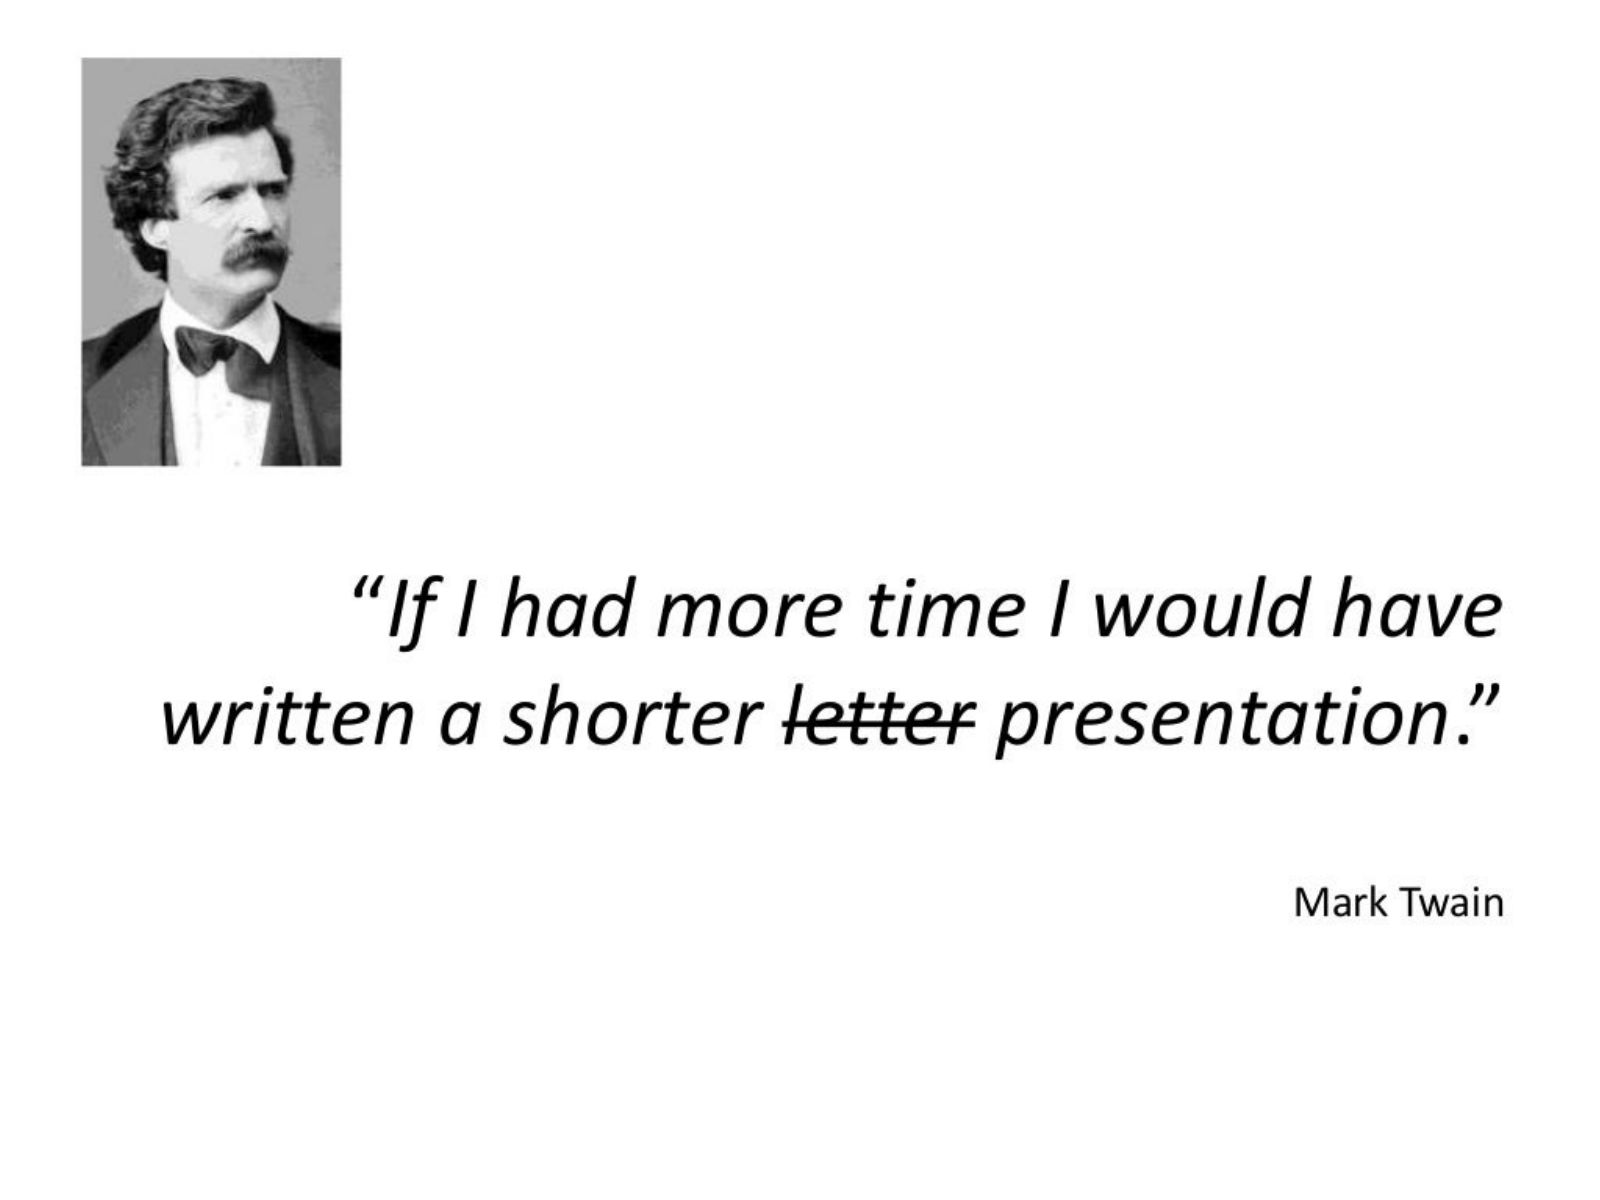 “If I had more time I would have
written a shorter letter presentation.”
Mark Twain